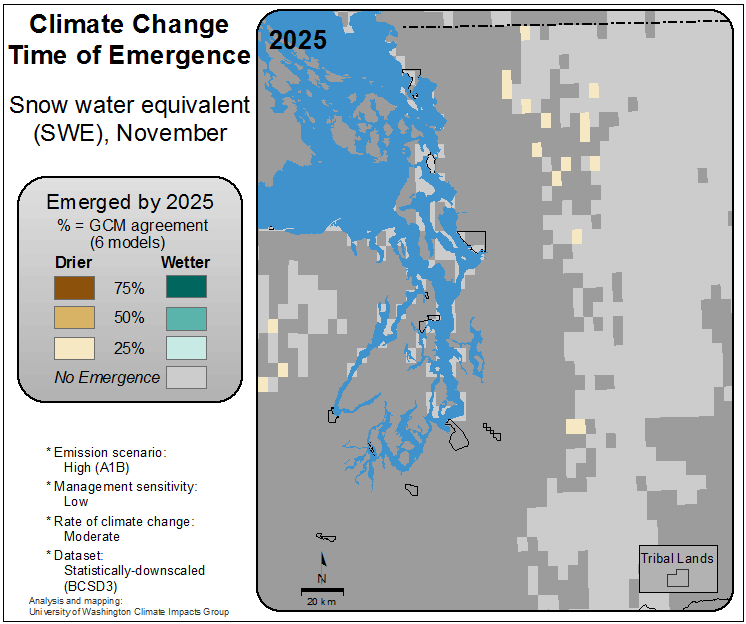 Climate Change
Time of Emergence
Snow water equivalent
(SWE), November
Emerged by 2025
% = GCM agreement
(6 models)
Drier
Wetter
75%
50%
25%
No Emergence
* Emission scenario:
High (A1B)
* Management sensitivity:
Low
* Rate of climate change:
Moderate
* Dataset:
Statistically-downscaled
(BCSD3)
Analysis and mapping:
University of Washington Climate Impacts Group
2025
N
20 km
Tribal Lands